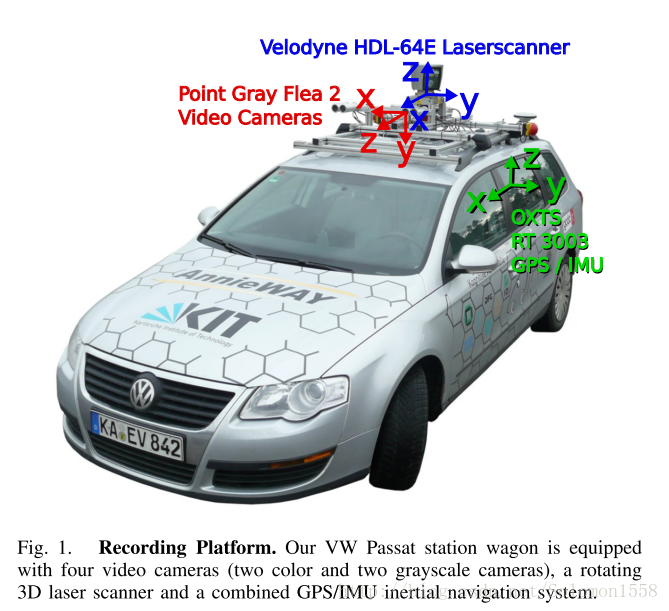 Velodyne HDL-64E Laserscanner
Point Gray Flea 2
Video Cameras
z
y
x
x
z
y
z
y
x
OXTS
RT 3003
GPS / IMU
AnnieWAY
KIT
Karlsruhe Institute of Technology
KA EV 842
Fig. 1. Recording Platform. Our VW Passat station wagon is equipped
with four video cameras (two color and two grayscale cameras), a rotating
3D laser scanner and a combined GPS/IMU inertial navigation system.